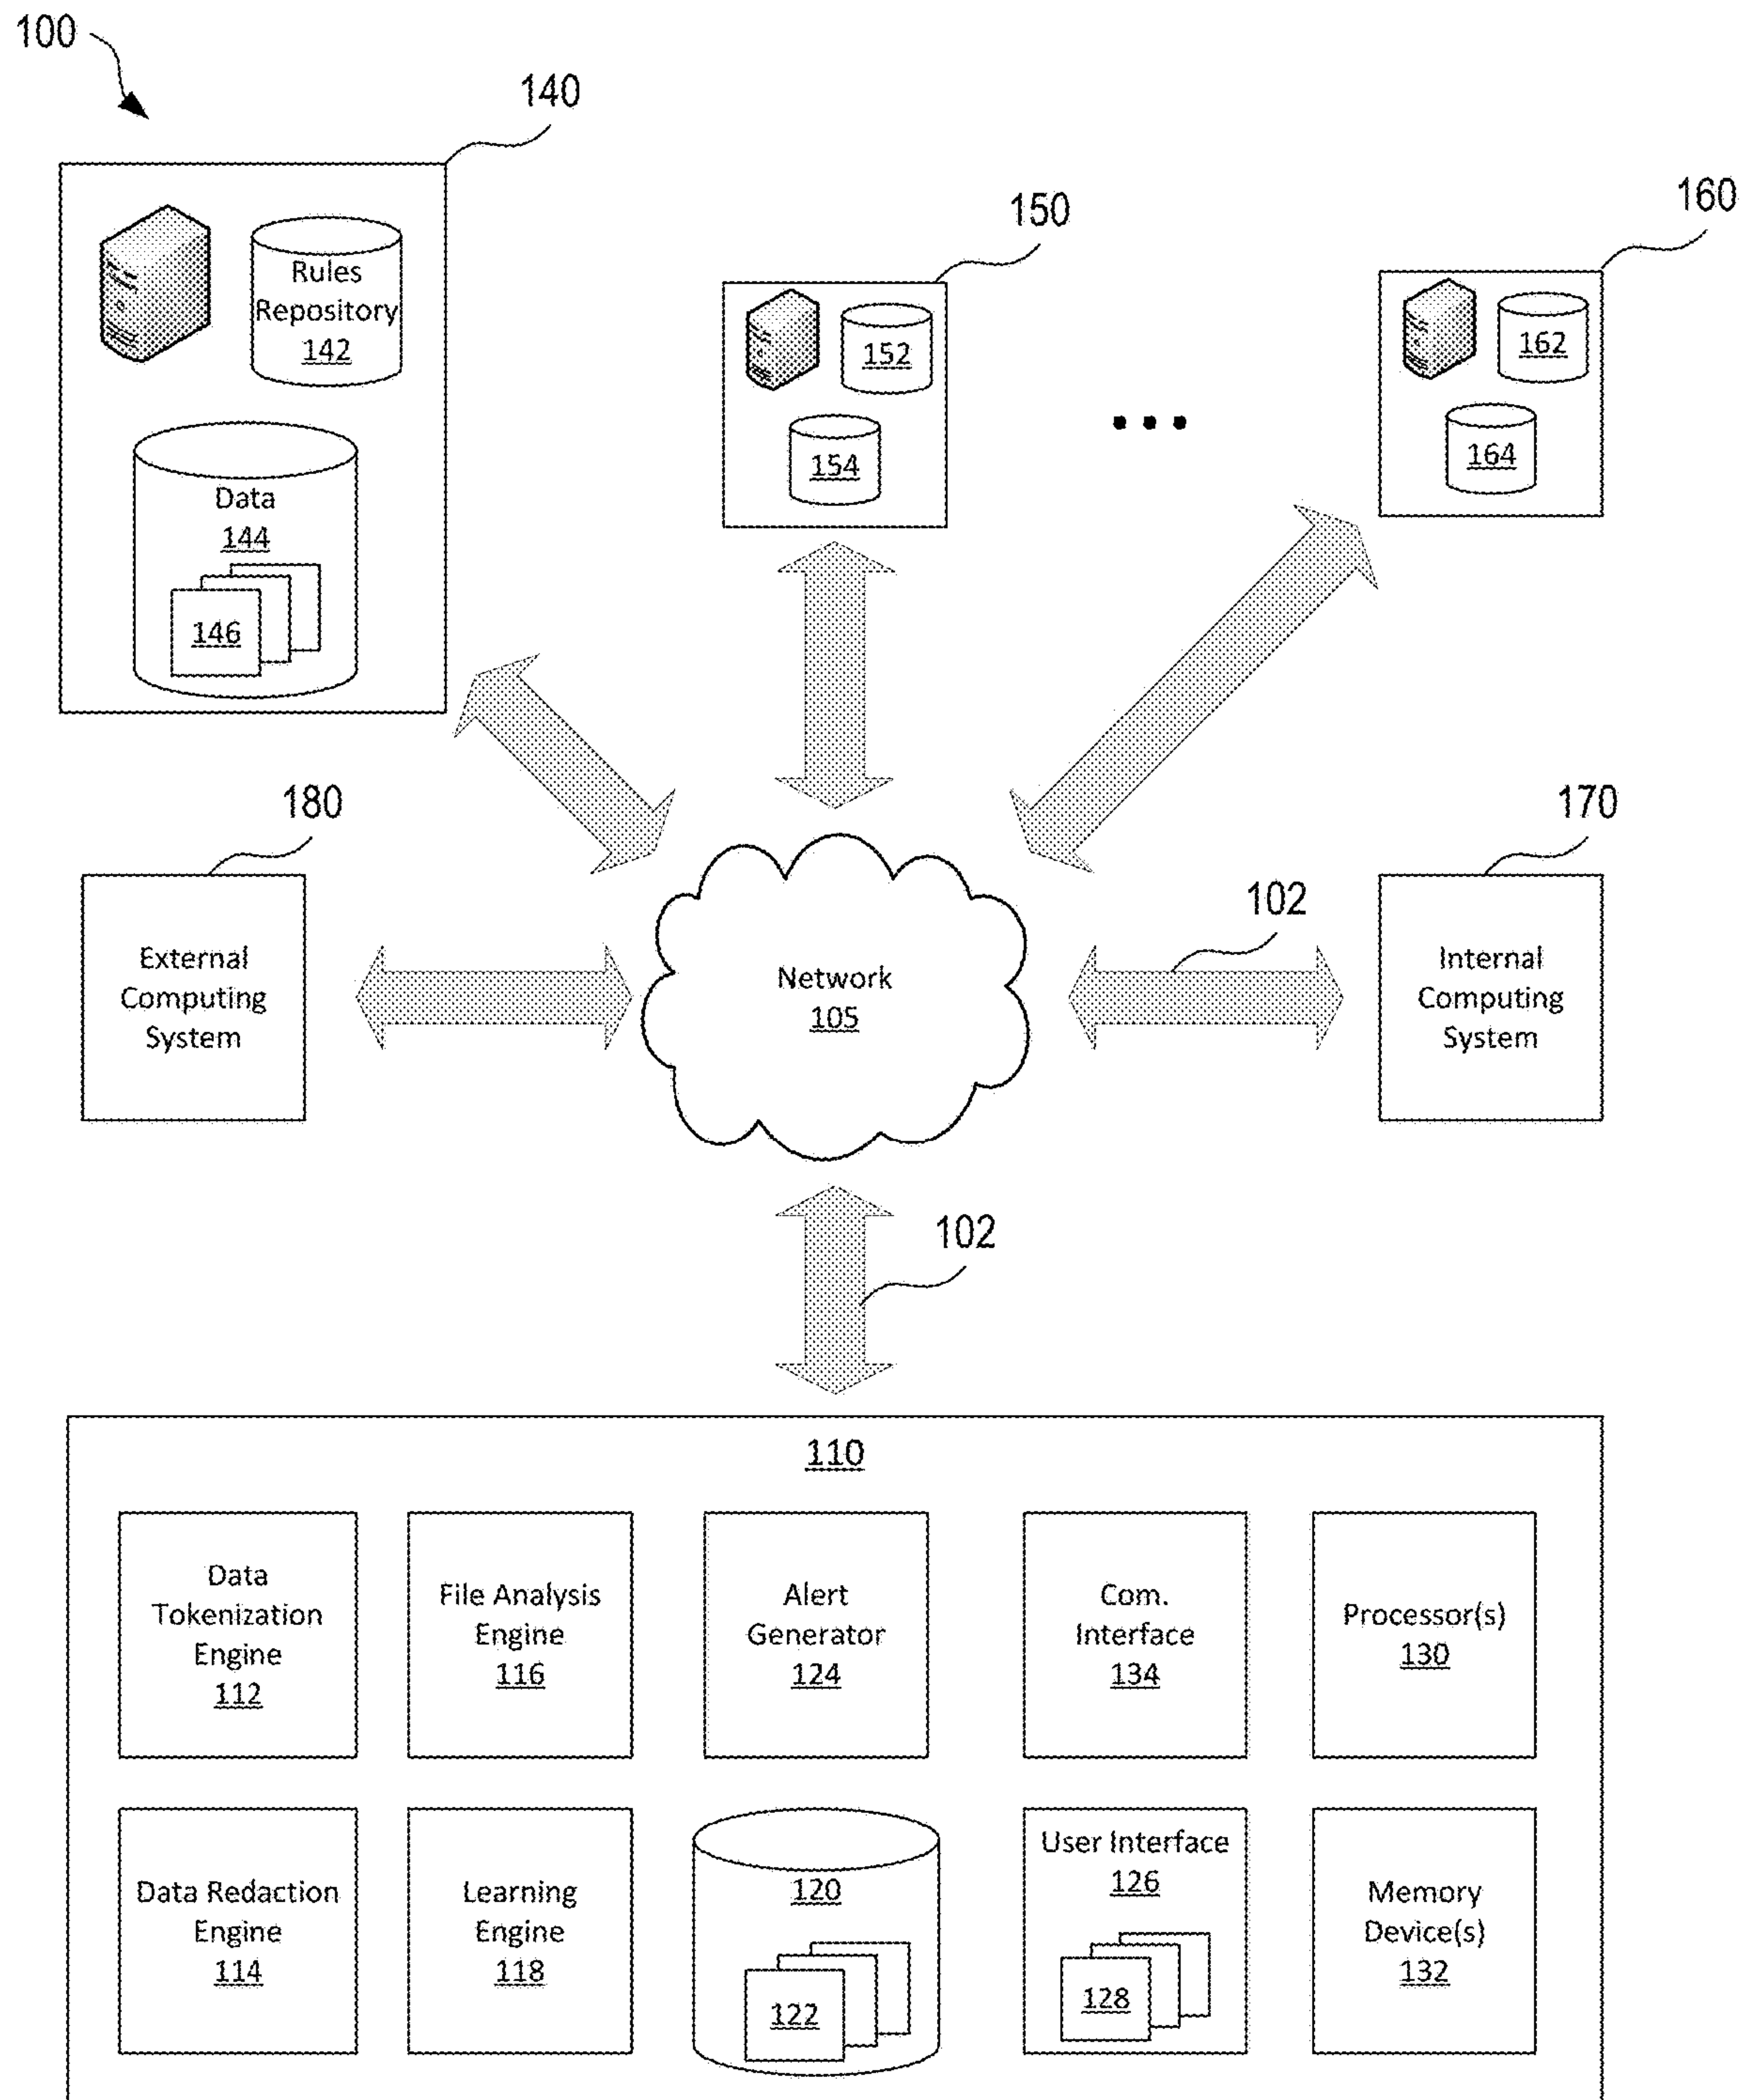 100
140
150
160
Rules
Repository
142
152
162
154
164
Data
144
146
180
170
102
External
Computing
System
Network
105
Internal
Computing
System
102
110
Data
Tokenization
Engine
112
File Analysis
Engine
116
Alert
Generator
124
Com.
Interface
134
Processor(s)
130
Data Redaction
Engine
114
Learning
Engine
118
120
122
User Interface
126
128
Memory
Device(s)
132